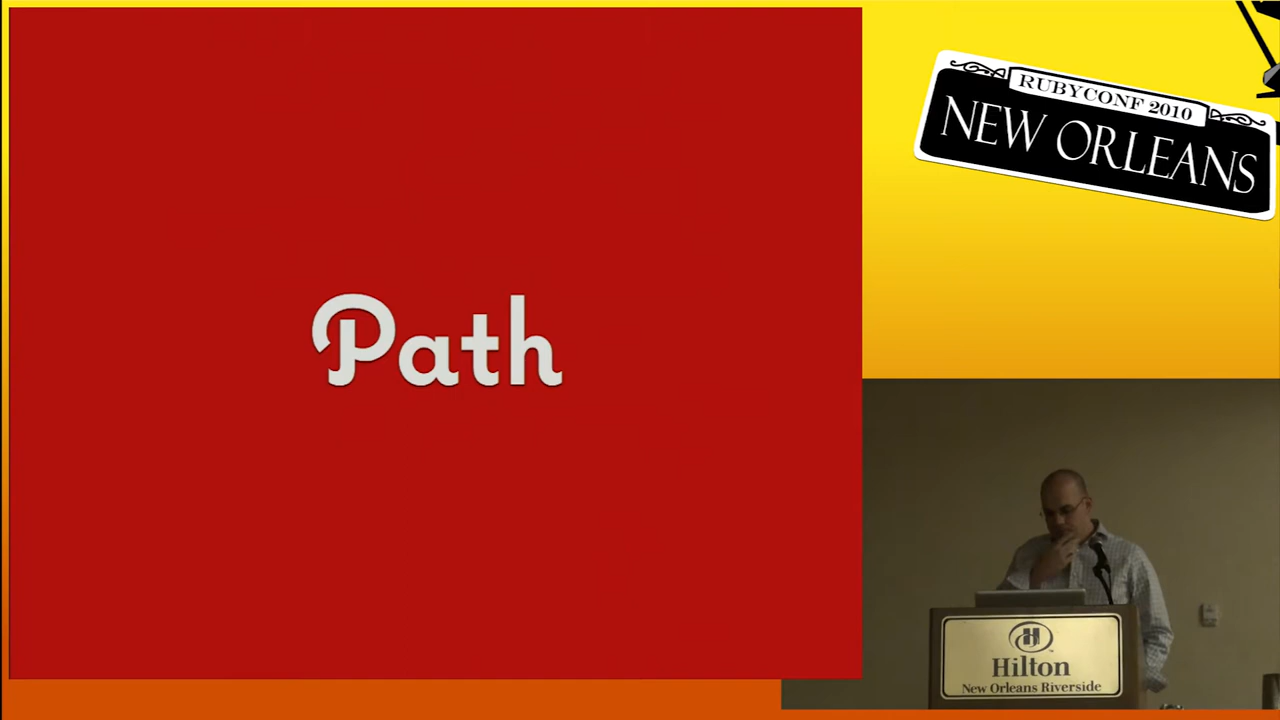 Path
RUBYCONF 2010
NEW ORLEANS
Hilton
New Orleans Riverside